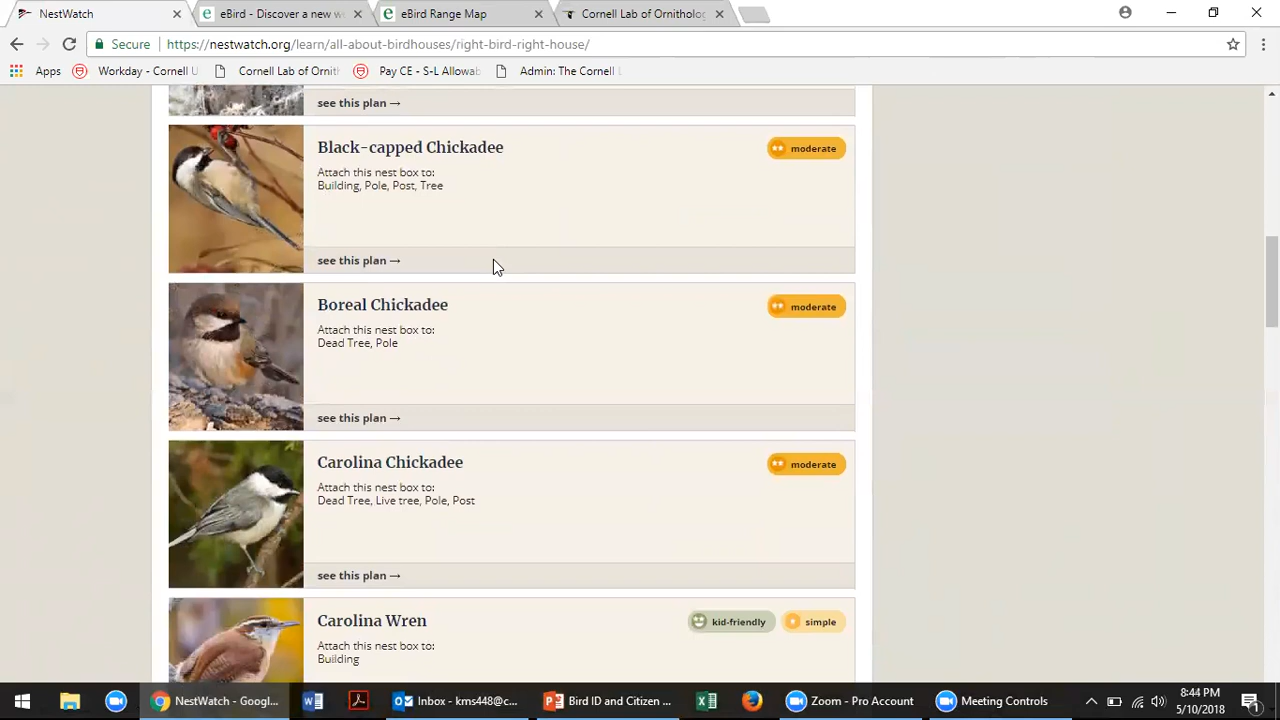 NestWatch
eBird - Discover a new w
eBird Range Map
Cornell Lab of Ornitholog
Secure
https://nestwatch.org/learn/all-about-birdhouses/right-bird-right-house/
Apps
Workday - Cornell U
Cornell Lab of Ornit
Pay CE - S-L Allowab
Admin: The Cornell L
see this plan →
Black-capped Chickadee
moderate
Attach this nest box to:
Building, Pole, Post, Tree
see this plan →
Boreal Chickadee
moderate
Attach this nest box to:
Dead Tree, Pole
see this plan →
Carolina Chickadee
moderate
Attach this nest box to:
Dead Tree, Live tree, Pole, Post
see this plan →
Carolina Wren
kid-friendly
simple
Attach this nest box to:
Building
NestWatch - Googl...
Inbox - kms448@c...
Bird ID and Citizen ...
Zoom - Pro Account
Meeting Controls
8:44 PM
5/10/2018